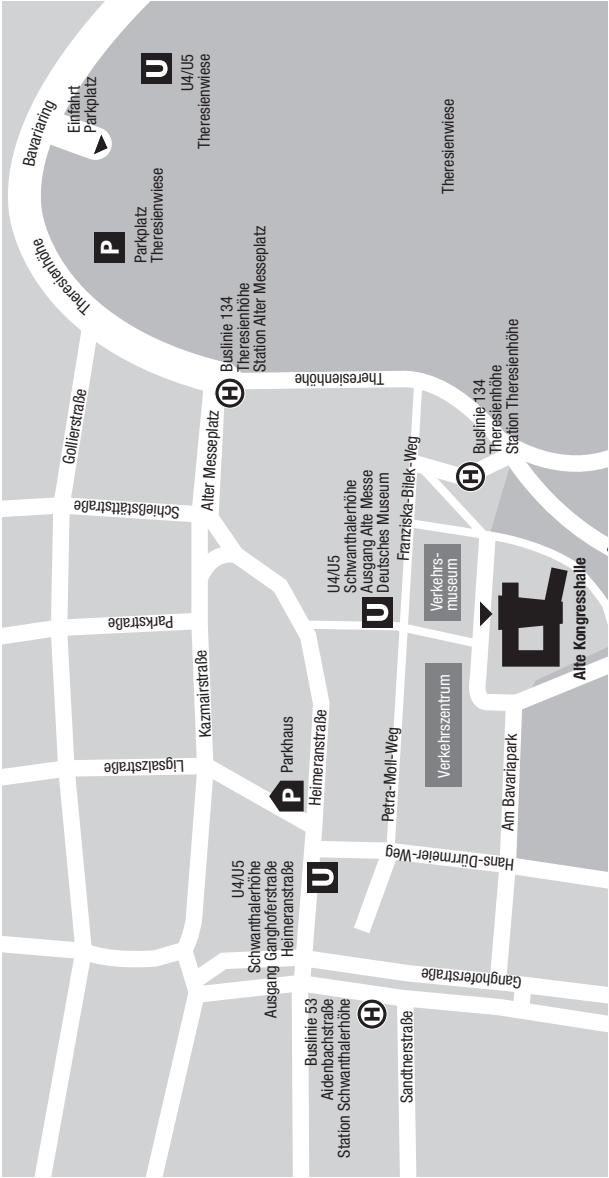 Bavariaring
Einfahrt
Parkplatz
U
U4/U5
Theresienwiese
Theresienhöhe
P
Parkplatz
Theresienwiese
Theresienwiese
Gollierstraße
Alter Messeplatz
H
Buslinie 134
Theresienhöhe
Station Alter Messeplatz
Theresienhöhe
Schießstättstraße
Franziska-Bilek-Weg
H
Buslinie 134
Theresienhöhe
Station Theresienhöhe
Parkstraße
U4/U5
Schwanthalerhöhe
Ausgang Alte Messe
Deutsches Museum
U
Verkehrs-
museum
Alte Kongresshalle
Kazmairstraße
Ligsalzstraße
P
Parkhaus
Heimeranstraße
Petra-Moll-Weg
Verkehrszentrum
Am Bavariapark
Hans-Dürrmeier-Weg
U4/U5
Schwanthalerhöhe
Ausgang Ganghoferstraße
Heimeranstraße
U
Ganghoferstraße
Buslinie 53
Aidenbachstraße
Station Schwanthalerhöhe
H
Sandtnerstraße